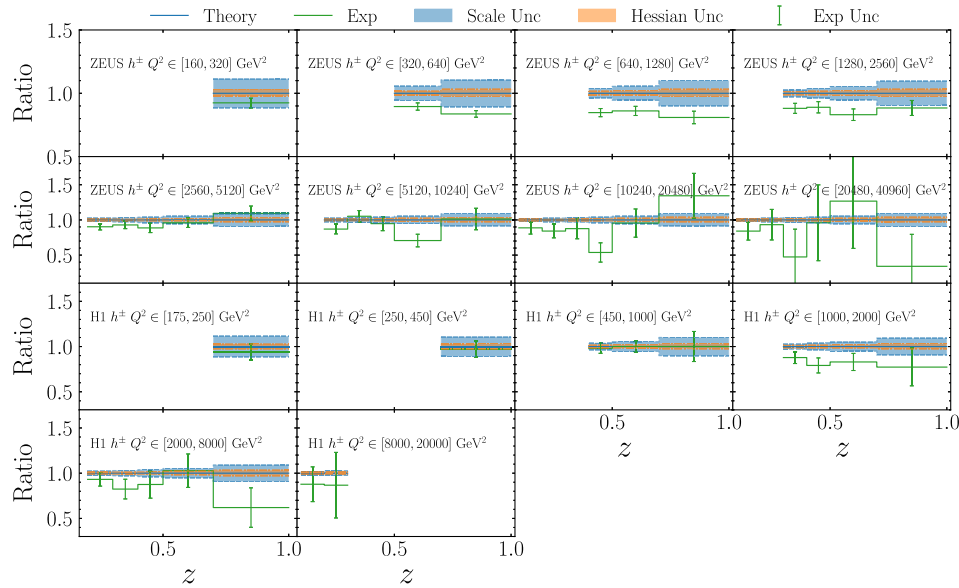 Theory Exp Scale Unc Hessian Unc Exp Unc
1.5
Ratio
1.0
0.5
ZEUS h± Q² ∈ [160, 320] GeV²
ZEUS h± Q² ∈ [320, 640] GeV²
ZEUS h± Q² ∈ [640, 1280] GeV²
ZEUS h± Q² ∈ [1280, 2560] GeV²
Ratio
1.5
1.0
0.5
ZEUS h± Q² ∈ [2560, 5120] GeV²
ZEUS h± Q² ∈ [5120, 10240] GeV²
ZEUS h± Q² ∈ [10240, 20480] GeV²
ZEUS h± Q² ∈ [20480, 40960] GeV²
Ratio
1.5
1.0
0.5
H1 h± Q² ∈ [175, 250] GeV²
H1 h± Q² ∈ [250, 450] GeV²
H1 h± Q² ∈ [450, 1000] GeV²
H1 h± Q² ∈ [1000, 2000] GeV²
0.5 1.0
z
0.5 1.0
z
Ratio
1.5
1.0
0.5
H1 h± Q² ∈ [2000, 8000] GeV²
H1 h± Q² ∈ [8000, 20000] GeV²
0.5 1.0
z
0.5 1.0
z